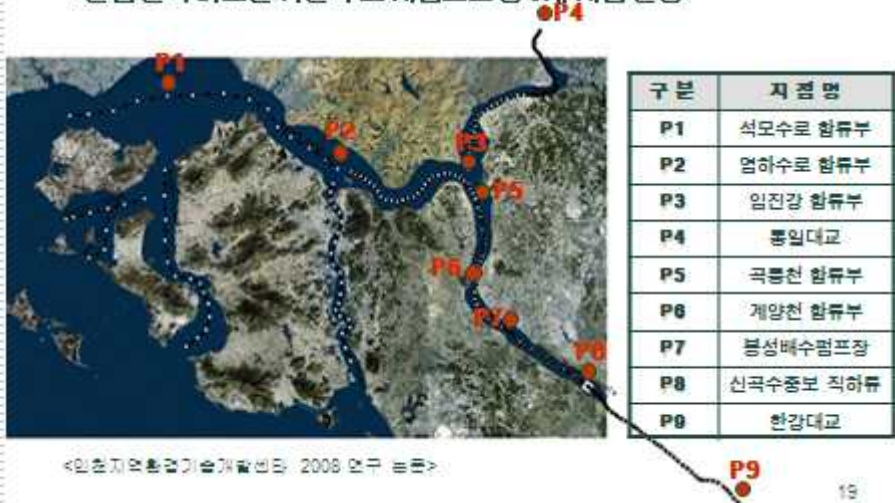 P4
P1
P2
P3
P5
P6
P7
P8
P9
구 분 지 점 명
P1 석모수로 합류부
P2 염하수로 합류부
P3 임진강 합류부
P4 통일대교
P5 곡릉천 합류부
P6 계양천 합류부
P7 봉성배수펌프장
P8 신곡수중보 직하류
P9 한강대교
<인천지역환경기술개발센타 2008 연구 논문>
19